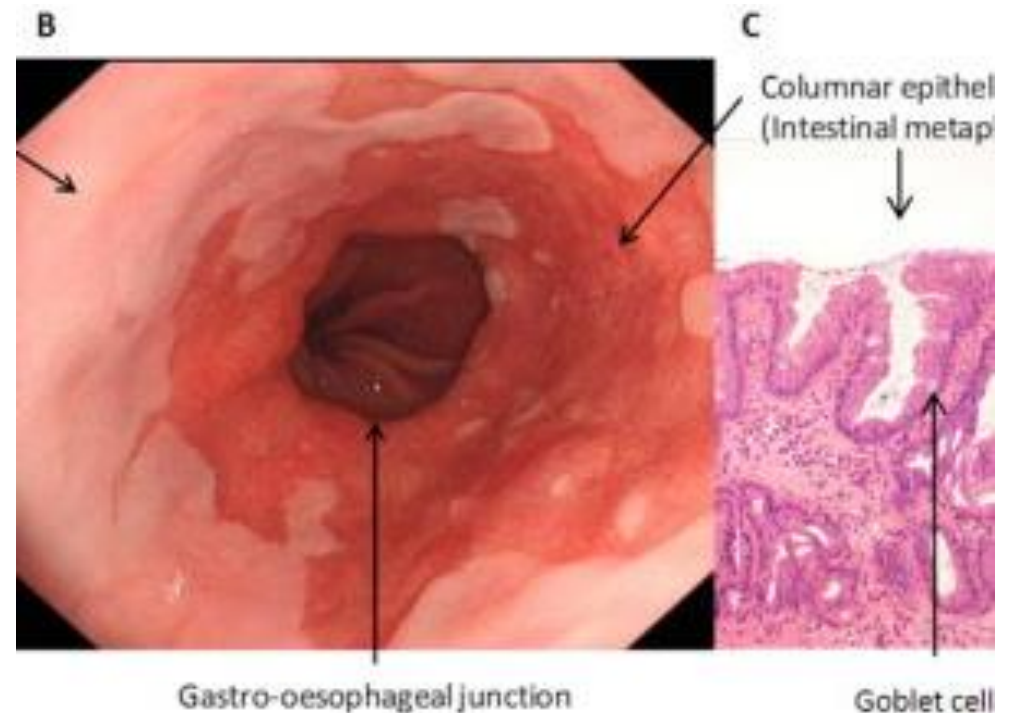 B
C
Columnar epithel
(Intestinal metapl
Gastro-oesophageal junction
Goblet cell